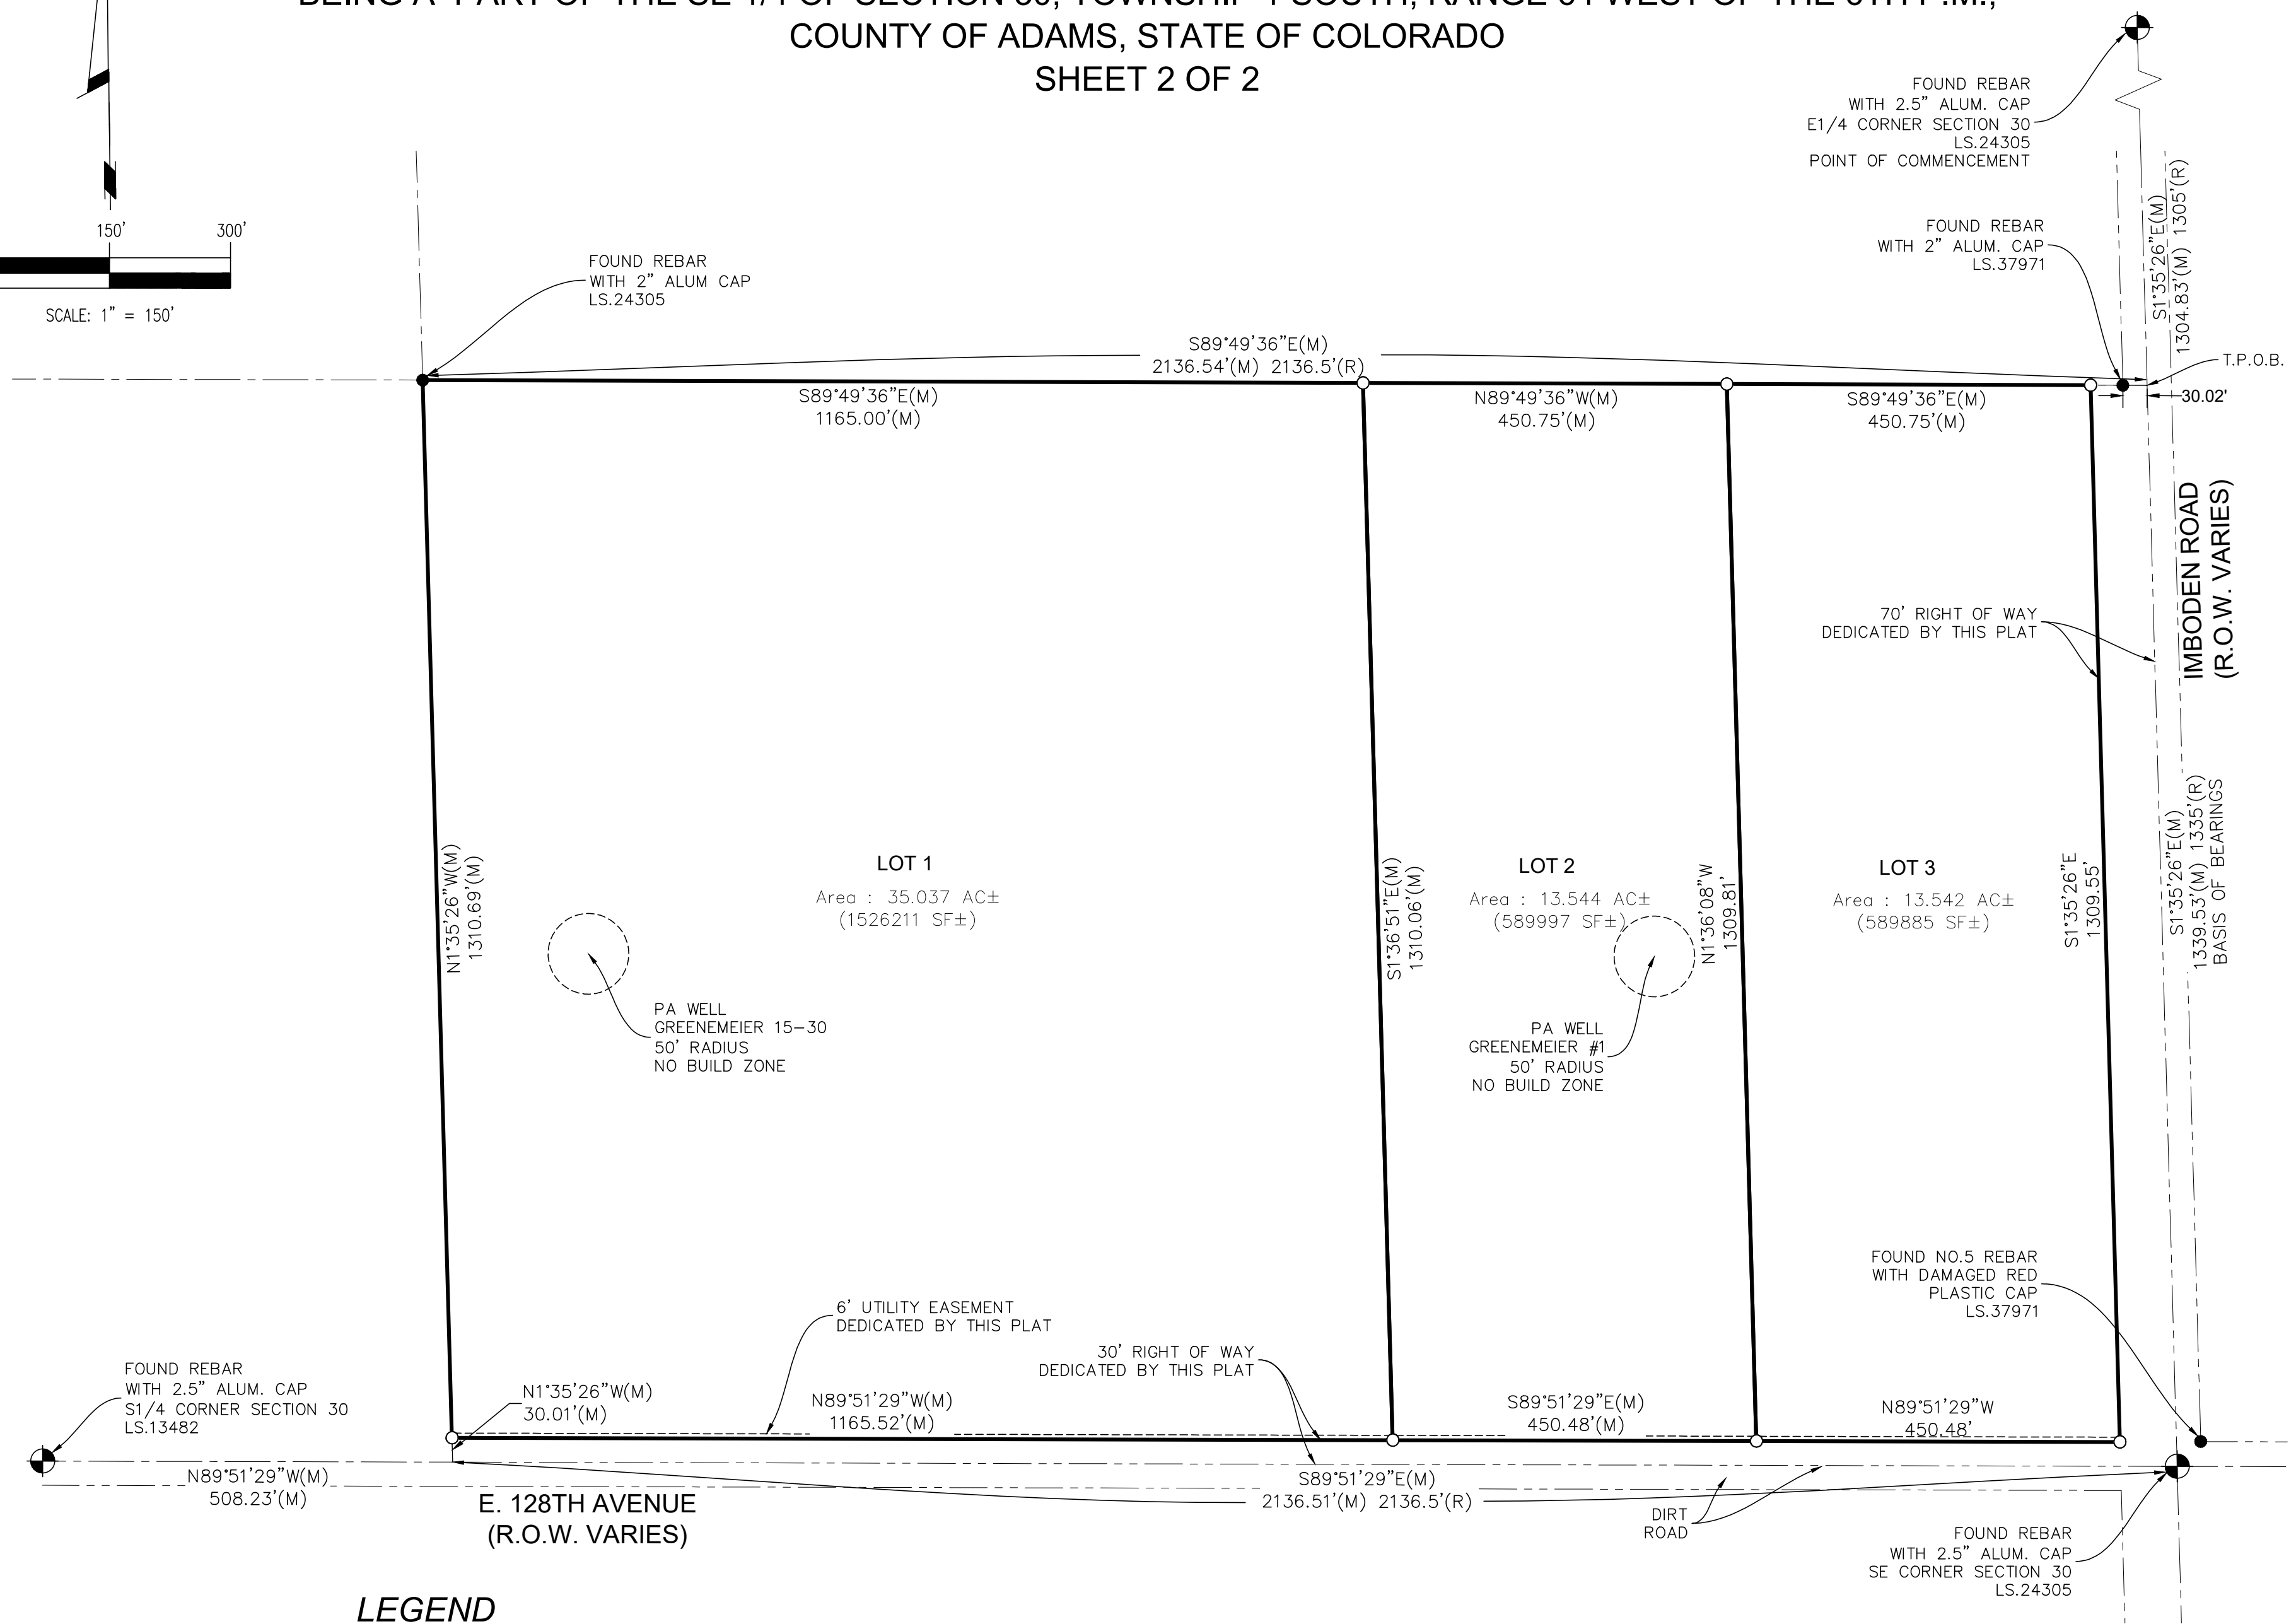 COUNTY OF ADAMS, STATE OF COLORADO
SHEET 2 OF 2
FOUND REBAR
WITH 2.5" ALUM. CAP
E1/4 CORNER SECTION 30
LS.24305
POINT OF COMMENCEMENT
150'
300'
SCALE: 1" = 150'
FOUND REBAR
WITH 2" ALUM CAP
LS.24305
FOUND REBAR
WITH 2" ALUM. CAP
LS.37971
S1°35'26"E(M)
1304.83'(M) 1305'(R)
T.P.O.B.
30.02'
S89°49'36"E(M)
2136.54'(M) 2136.5'(R)
S89°49'36"E(M)
1165.00'(M)
N89°49'36"W(M)
450.75'(M)
S89°49'36"E(M)
450.75'(M)
IMBODEN ROAD
(R.O.W. VARIES)
70' RIGHT OF WAY
DEDICATED BY THIS PLAT
N1°35'26"W(M)
1310.69'(M)
LOT 1
Area : 35.037 AC±
(1526211 SF±)
S1°36'51"E(M)
1310.06'(M)
LOT 2
Area : 13.544 AC±
(589997 SF±)
N1°36'08"W
1309.81'
LOT 3
Area : 13.542 AC±
(589885 SF±)
S1°35'26"E
1309.55'
S1°35'26"E(M)
1339.53'(M) 1335'(R)
BASIS OF BEARINGS
PA WELL
GREENEMEIER 15-30
50' RADIUS
NO BUILD ZONE
PA WELL
GREENEMEIER #1
50' RADIUS
NO BUILD ZONE
FOUND NO.5 REBAR
WITH DAMAGED RED
PLASTIC CAP
LS.37971
6' UTILITY EASEMENT
DEDICATED BY THIS PLAT
30' RIGHT OF WAY
DEDICATED BY THIS PLAT
FOUND REBAR
WITH 2.5" ALUM. CAP
S1/4 CORNER SECTION 30
LS.13482
N1°35'26"W(M)
30.01'(M)
N89°51'29"W(M)
1165.52'(M)
S89°51'29"E(M)
450.48'(M)
N89°51'29"W
450.48'
N89°51'29"W(M)
508.23'(M)
S89°51'29"E(M)
2136.51'(M) 2136.5'(R)
E. 128TH AVENUE
(R.O.W. VARIES)
DIRT
ROAD
FOUND REBAR
WITH 2.5" ALUM. CAP
SE CORNER SECTION 30
LS.24305
LEGEND